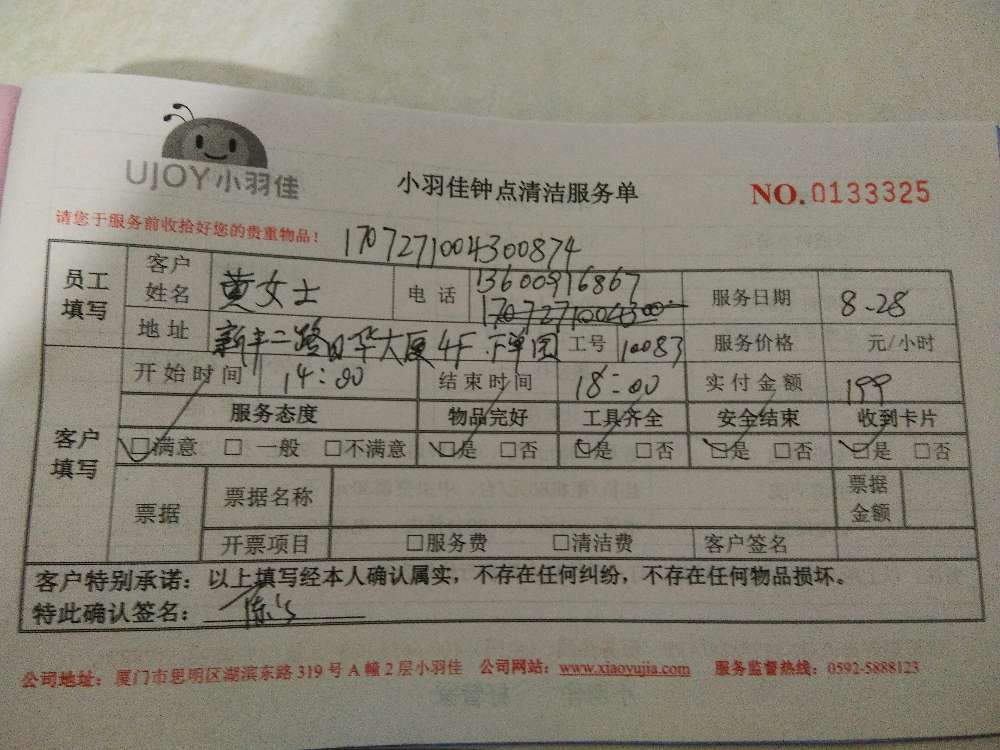 UJOY小羽佳
小羽佳钟点清洁服务单
NO.0133325
请您于服务前收拾好您的贵重物品！
1707271004300874
员工填写 客户姓名 黄女士 电话 13600916867 服务日期 8-28
1707271004300
地址 新丰二路日华大厦4F 工号 10083 服务价格 元/小时
开始时间 14:00 结束时间 18:00 实付金额 199
客户填写 服务态度 物品完好 工具齐全 安全结束 收到卡片
☑满意 □一般 □不满意 ☑是 □否 ☑是 □否 ☑是 □否 ☑是 □否
票据 票据名称 票据金额
开票项目 □服务费 □清洁费 客户签名
客户特别承诺：以上填写经本人确认属实，不存在任何纠纷，不存在任何物品损坏。
特此确认签名：
公司地址：厦门市思明区湖滨东路319号A幢2层小羽佳 公司网站：www.xiaoyujia.com 服务监督热线：0592-5888123